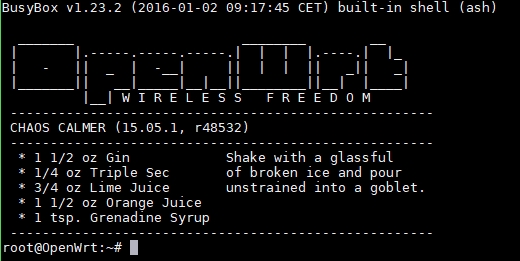 BusyBox v1.23.2 (2016-01-02 09:17:45 CET) built-in shell (ash)
OpenWrt
W I R E L E S S   F R E E D O M
CHAOS CALMER (15.05.1, r48532)
* 1 1/2 oz Gin            Shake with a glassful
* 1/4 oz Triple Sec       of broken ice and pour
* 3/4 oz Lime Juice       unstrained into a goblet.
* 1 1/2 oz Orange Juice
* 1 tsp. Grenadine Syrup
root@OpenWrt:~#